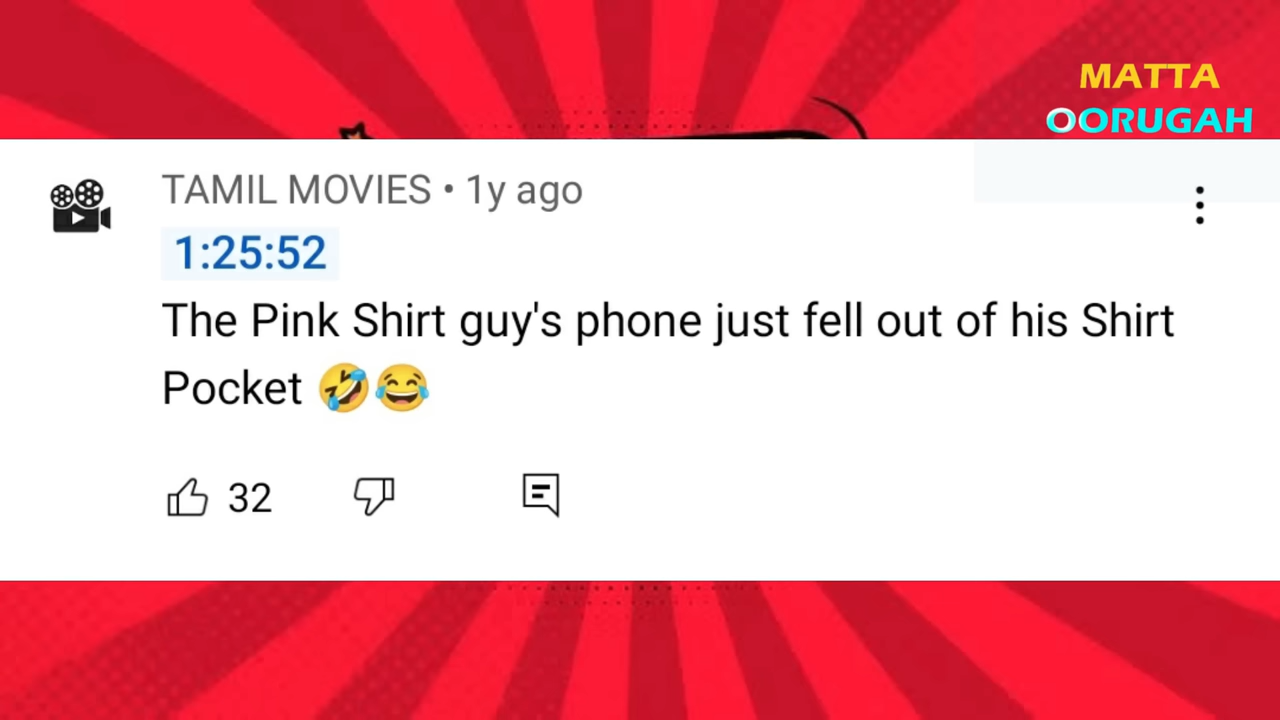 MATTA
OORUGAH
TAMIL MOVIES • 1y ago
1:25:52
The Pink Shirt guy's phone just fell out of his Shirt
Pocket 🤣😂
32